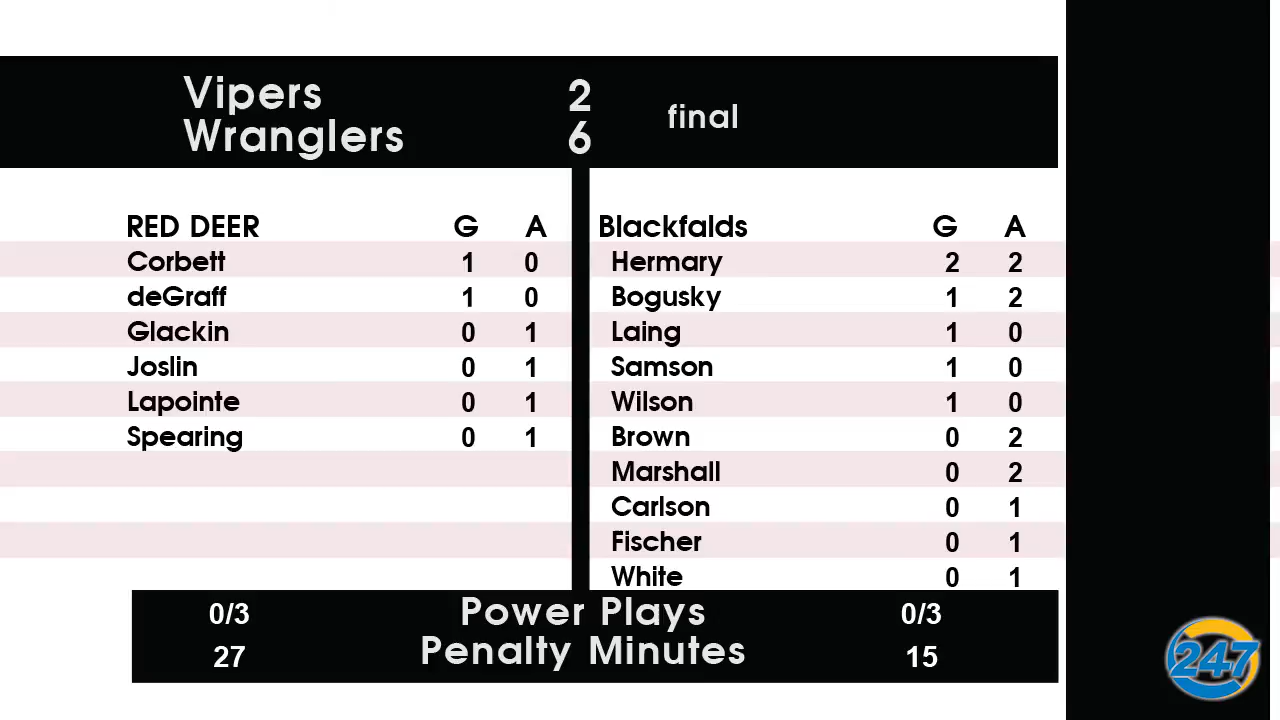 Vipers 2
Wranglers 6
final
RED DEER G A
Corbett 1 0
deGraff 1 0
Glackin 0 1
Joslin 0 1
Lapointe 0 1
Spearing 0 1
Blackfalds G A
Hermary 2 2
Bogusky 1 2
Laing 1 0
Samson 1 0
Wilson 1 0
Brown 0 2
Marshall 0 2
Carlson 0 1
Fischer 0 1
White 0 1
0/3 Power Plays 0/3
27 Penalty Minutes 15
247